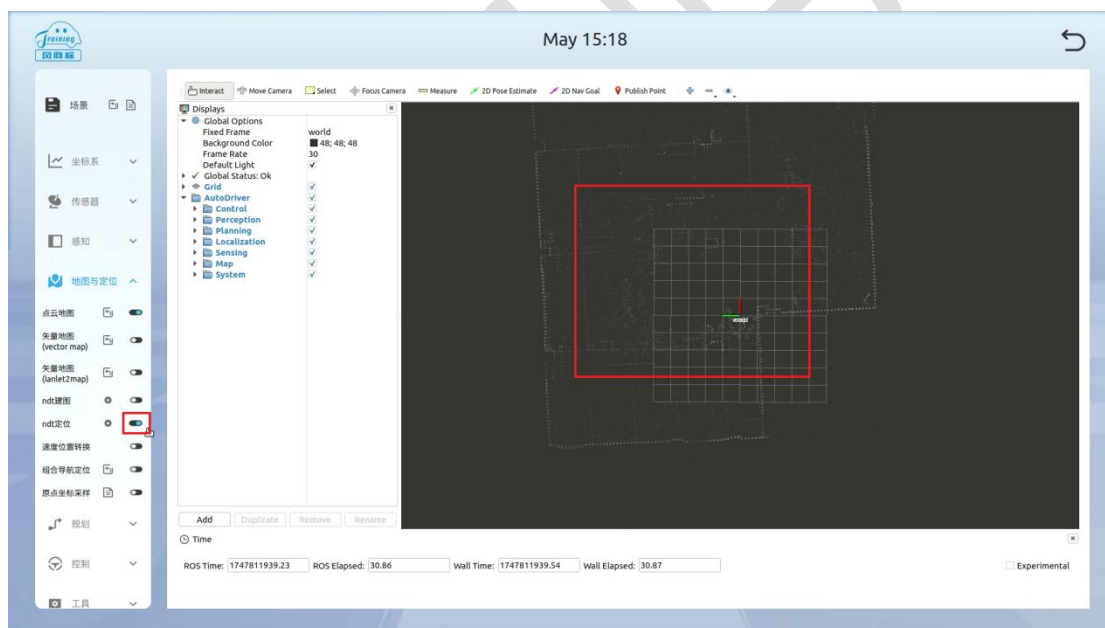 Training
May 15:18
场景
坐标系
传感器
感知
地图与定位
点云地图
矢量地图
(vector map)
矢量地图
(lanlet2map)
ndt建图
ndt定位
速度位置转换
组合导航定位
原点坐标采样
规划
控制
工具
Interact Move Camera Select Focus Camera Measure 2D Pose Estimate 2D Nav Goal Publish Point
Displays
Global Options
Fixed Frame world
Background Color 48; 48; 48
Frame Rate 30
Default Light
Global Status: Ok
Grid
AutoDriver
Control
Perception
Planning
Localization
Sensing
Map
System
Add Duplicate Remove Rename
Time
ROS Time: 1747811939.23 ROS Elapsed: 30.86 Wall Time: 1747811939.54 Wall Elapsed: 30.87 Experimental